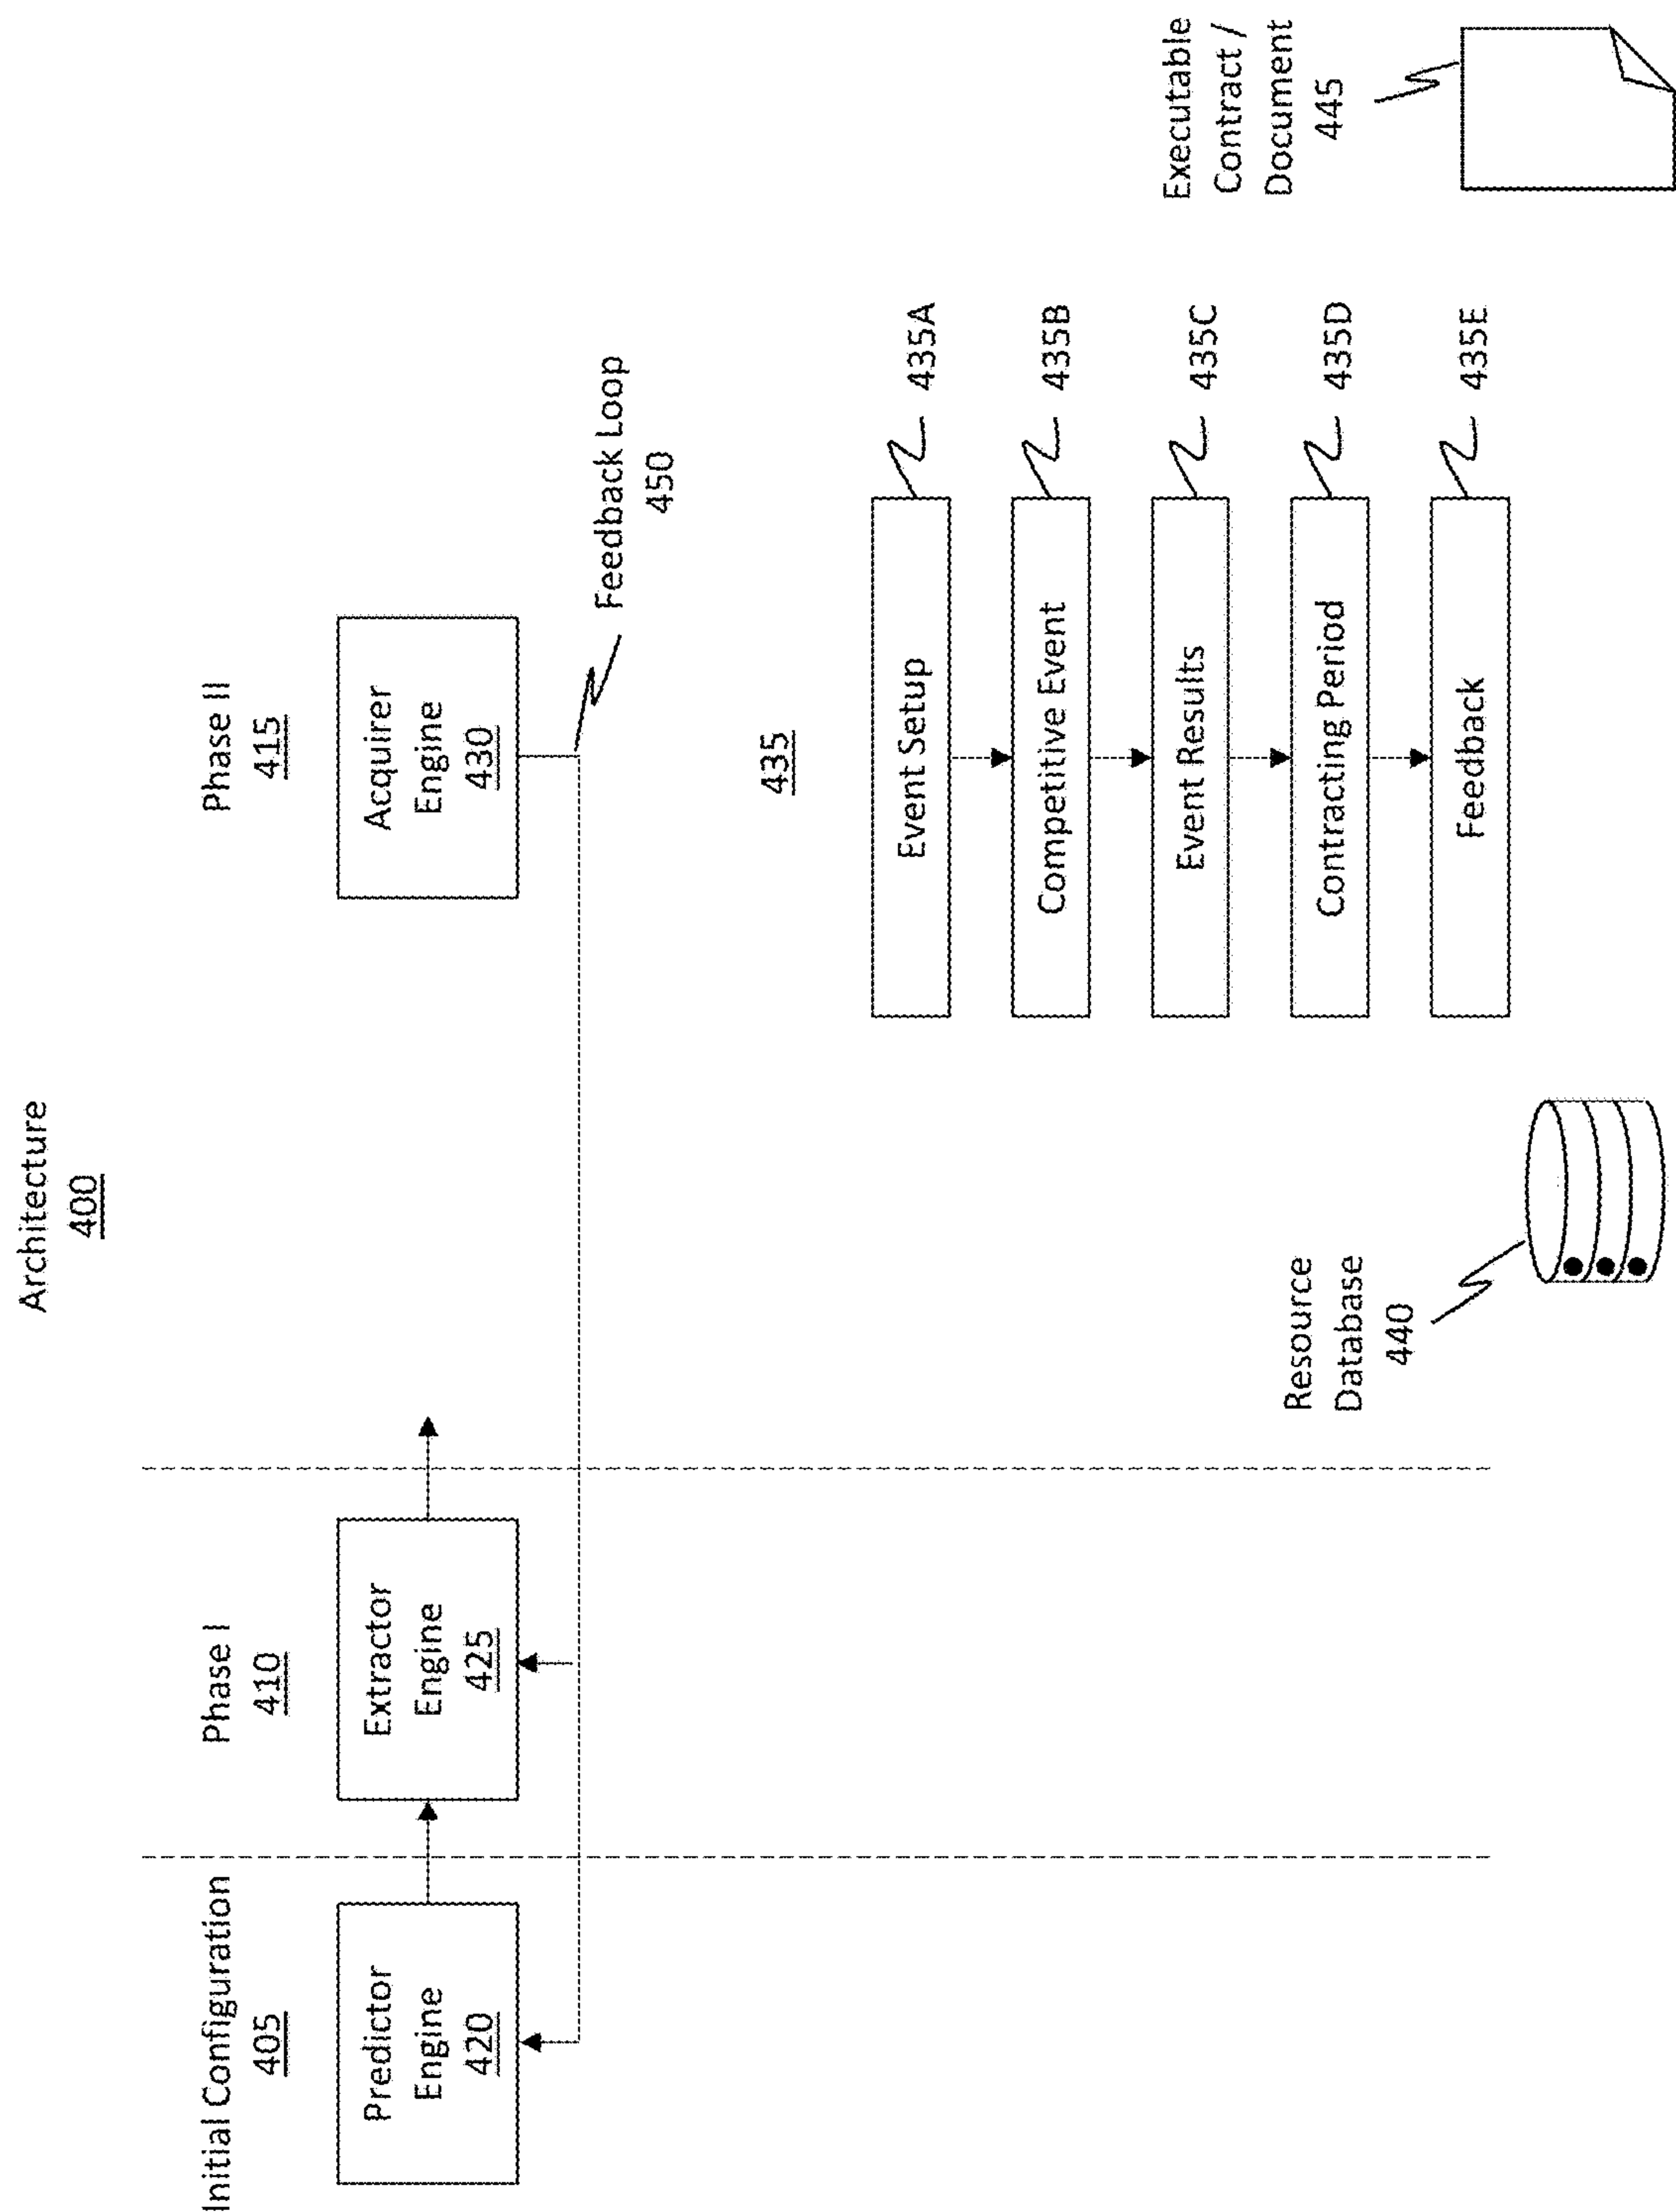 Architecture
400
Initial Configuration
405
Phase I
410
Phase II
415
Predictor
Engine
420
Extractor
Engine
425
Acquirer
Engine
430
Feedback Loop
450
435
Event Setup
435A
Competitive Event
435B
Event Results
435C
Contracting Period
435D
Feedback
435E
Resource
Database
440
Executable
Contract /
Document
445